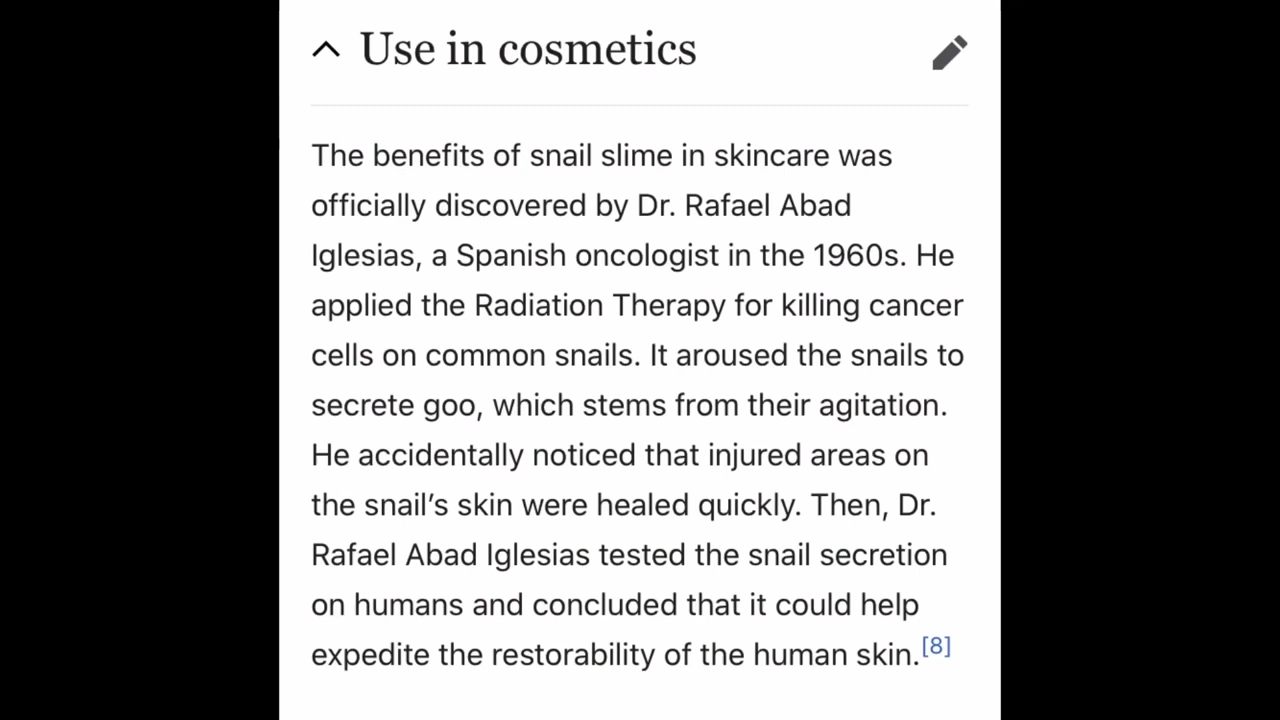 Use in cosmetics
The benefits of snail slime in skincare was
officially discovered by Dr. Rafael Abad
Iglesias, a Spanish oncologist in the 1960s. He
applied the Radiation Therapy for killing cancer
cells on common snails. It aroused the snails to
secrete goo, which stems from their agitation.
He accidentally noticed that injured areas on
the snail’s skin were healed quickly. Then, Dr.
Rafael Abad Iglesias tested the snail secretion
on humans and concluded that it could help
expedite the restorability of the human skin.[8]